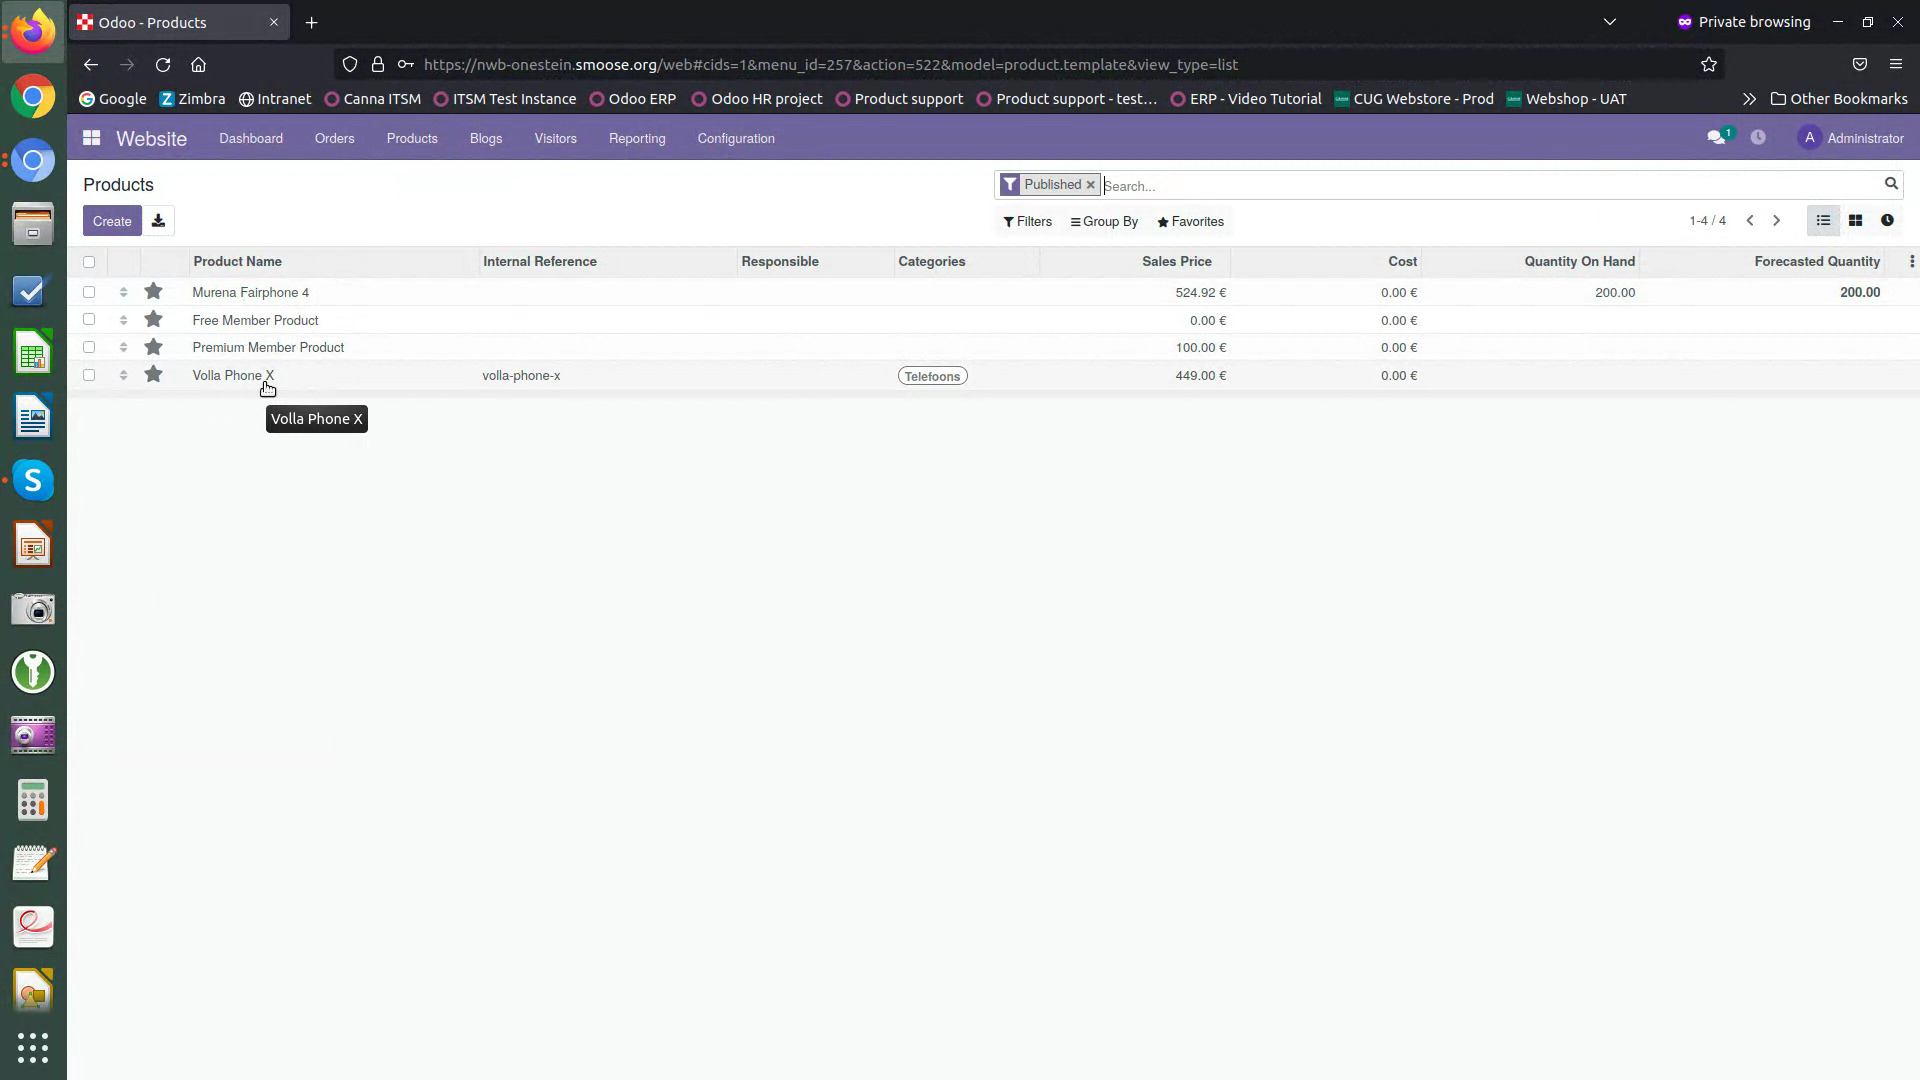 Odoo - Products
Private browsing
https://nwb-onestein.smoose.org/web#cids=1&menu_id=257&action=522&model=product.template&view_type=list
Google Zimbra Intranet Canna ITSM ITSM Test Instance Odoo ERP Odoo HR project Product support Product support - test… ERP - Video Tutorial CUG Webstore - Prod Webshop - UAT Other Bookmarks
Website Dashboard Orders Products Blogs Visitors Reporting Configuration 1 A Administrator
Products
Published Search...
Create Filters Group By Favorites 1-4 / 4
Product Name Internal Reference Responsible Categories Sales Price Cost Quantity On Hand Forecasted Quantity
Murena Fairphone 4 524.92 € 0.00 € 200.00 200.00
Free Member Product 0.00 € 0.00 €
Premium Member Product 100.00 € 0.00 €
Volla Phone X volla-phone-x Telefoons 449.00 € 0.00 €
Volla Phone X